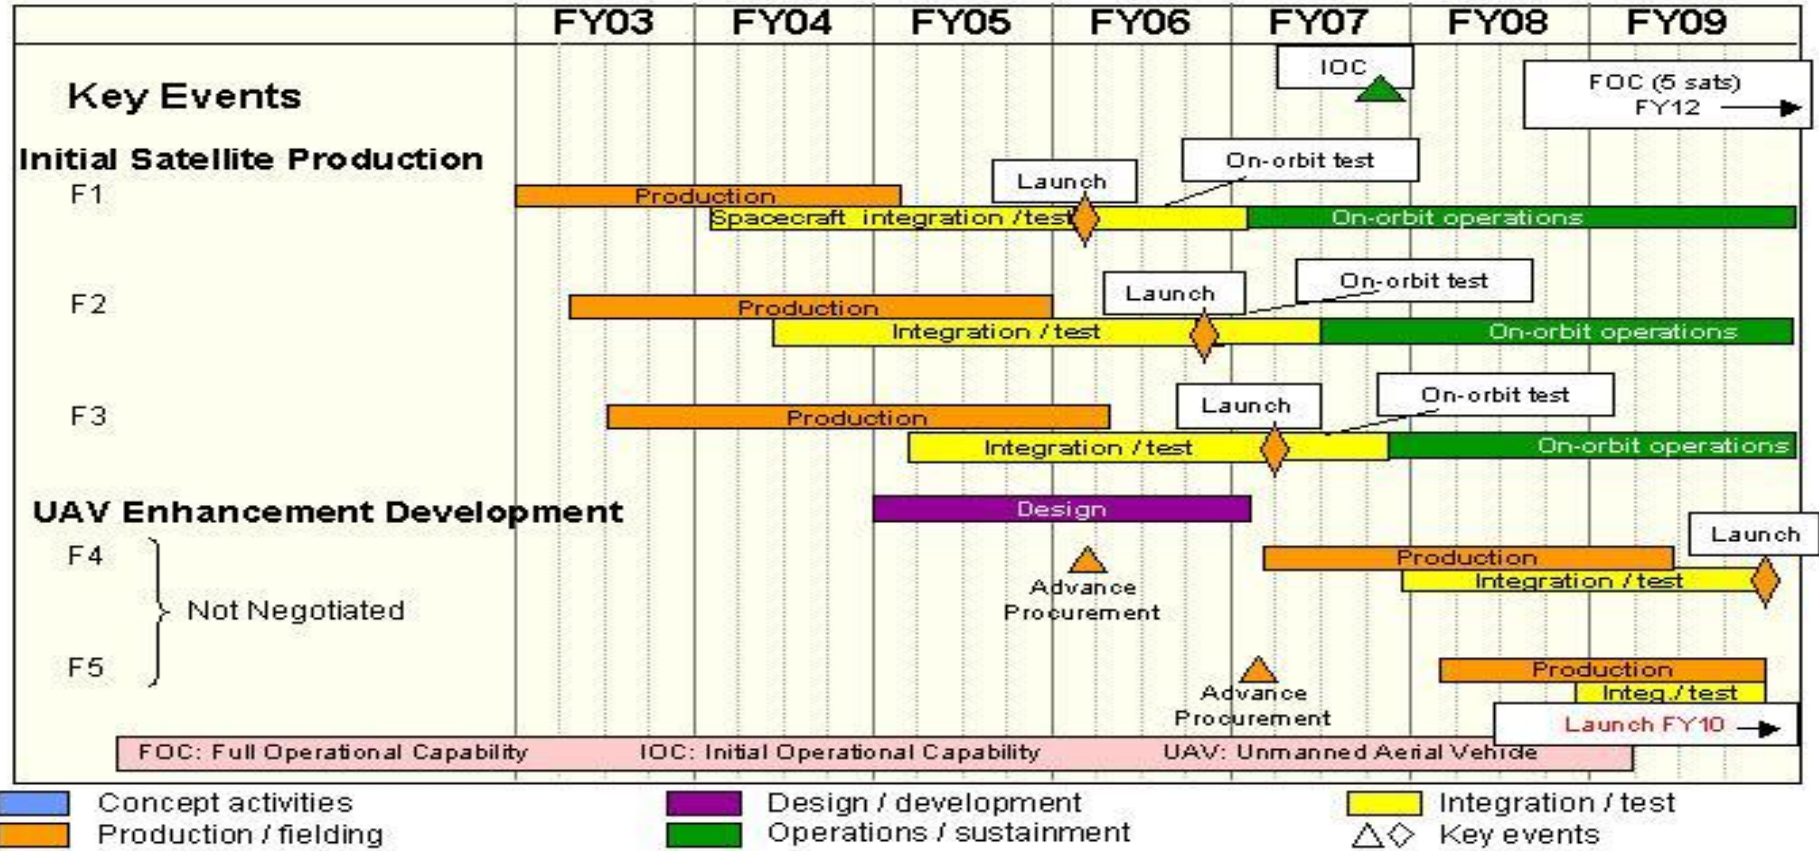 FY03 FY04 FY05 FY06 FY07 FY08 FY09
Key Events
IOC
FOC (5 sats)
FY12
Initial Satellite Production
On-orbit test
Launch
F1
Production
Spacecraft integration / test
On-orbit operations
On-orbit test
Launch
F2
Production
Integration / test
On-orbit operations
On-orbit test
Launch
F3
Production
Integration / test
On-orbit operations
UAV Enhancement Development
Design
Launch
F4
Production
Integration / test
Advance
Procurement
Not Negotiated
F5
Production
Integ./ test
Advance
Procurement
Launch FY10
FOC: Full Operational Capability IOC: Initial Operational Capability UAV: Unmanned Aerial Vehicle
Concept activities Design / development Integration / test
Production / fielding Operations / sustainment Key events